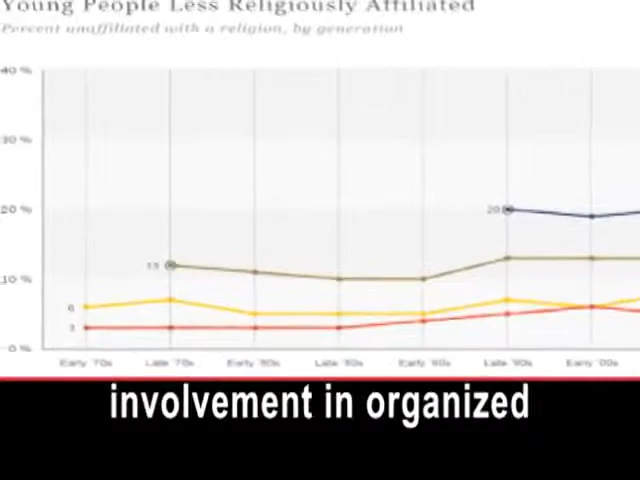 Young People Less Religiously Affiliated
Percent unaffiliated with a religion, by generation
40 %
30 %
20 %
20
13
10 %
6
3
0 %
Early '70s Late '70s Early '80s Late '80s Early '90s Late '90s Early '00s
involvement in organized